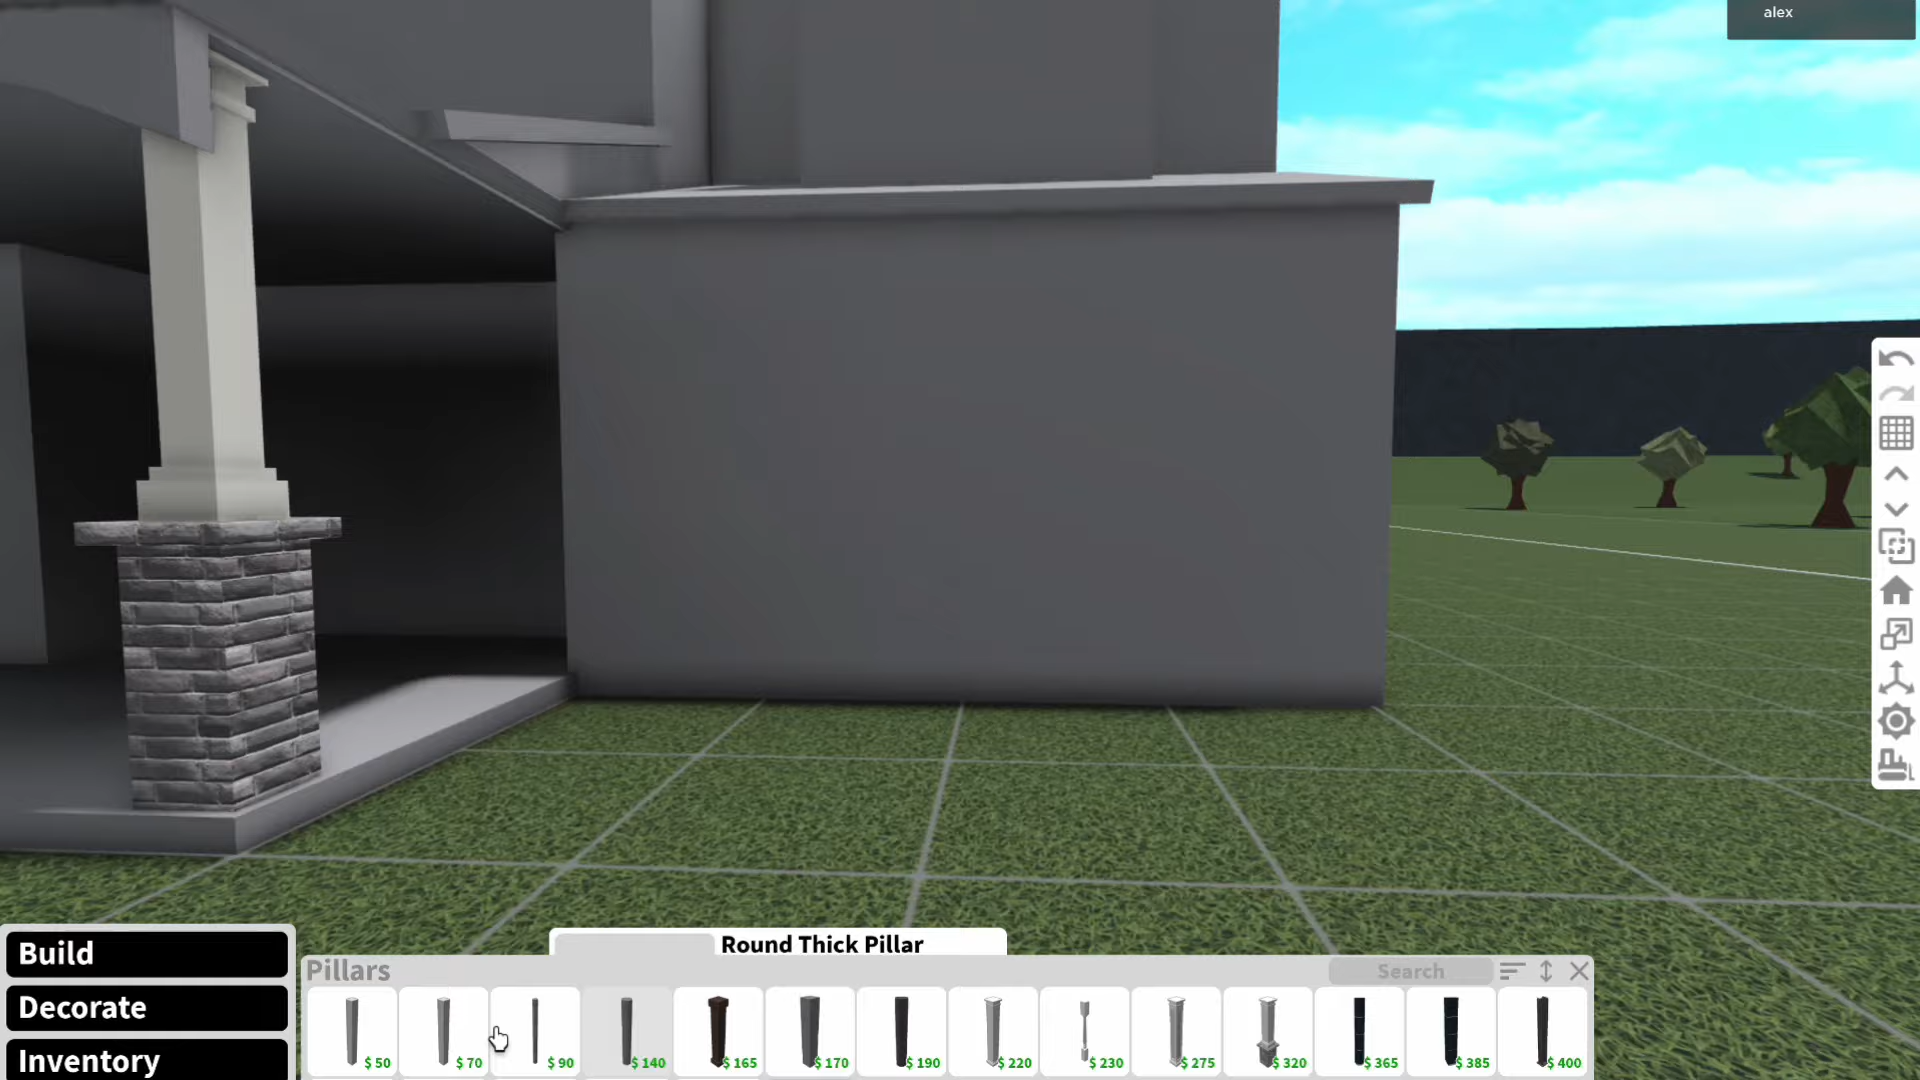 alex
Round Thick Pillar
Pillars
Search
$50 $70 $90 $140 $165 $170 $190 $220 $230 $275 $320 $365 $385 $400
Build
Decorate
Inventory